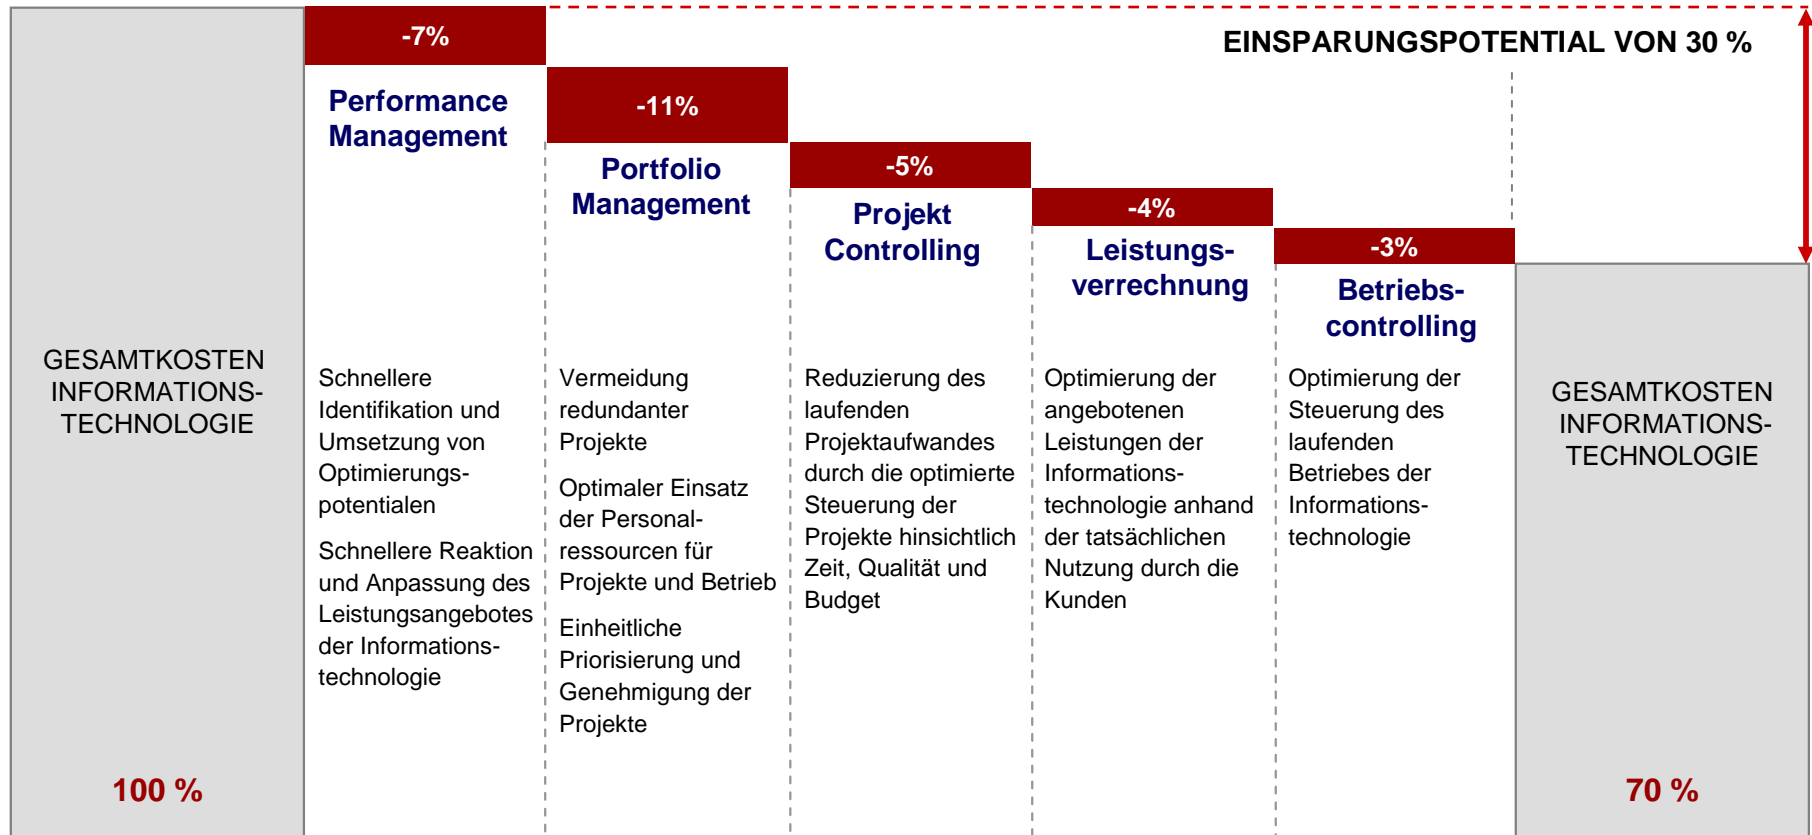 GESAMTKOSTEN
INFORMATIONS-
TECHNOLOGIE
100 %
-7%
Performance
Management
Schnellere
Identifikation und
Umsetzung von
Optimierungs-
potentialen
Schnellere Reaktion
und Anpassung des
Leistungsangebotes
der Informations-
technologie
-11%
Portfolio
Management
Vermeidung
redundanter
Projekte
Optimaler Einsatz
der Personal-
ressourcen für
Projekte und Betrieb
Einheitliche
Priorisierung und
Genehmigung der
Projekte
-5%
Projekt
Controlling
Reduzierung des
laufenden
Projektaufwandes
durch die optimierte
Steuerung der
Projekte hinsichtlich
Zeit, Qualität und
Budget
-4%
Leistungs-
verrechnung
Optimierung der
angebotenen
Leistungen der
Informations-
technologie anhand
der tatsächlichen
Nutzung durch die
Kunden
-3%
Betriebs-
controlling
Optimierung der
Steuerung des
laufenden
Betriebes der
Informations-
technologie
EINSPARUNGSPOTENTIAL VON 30 %
GESAMTKOSTEN
INFORMATIONS-
TECHNOLOGIE
70 %